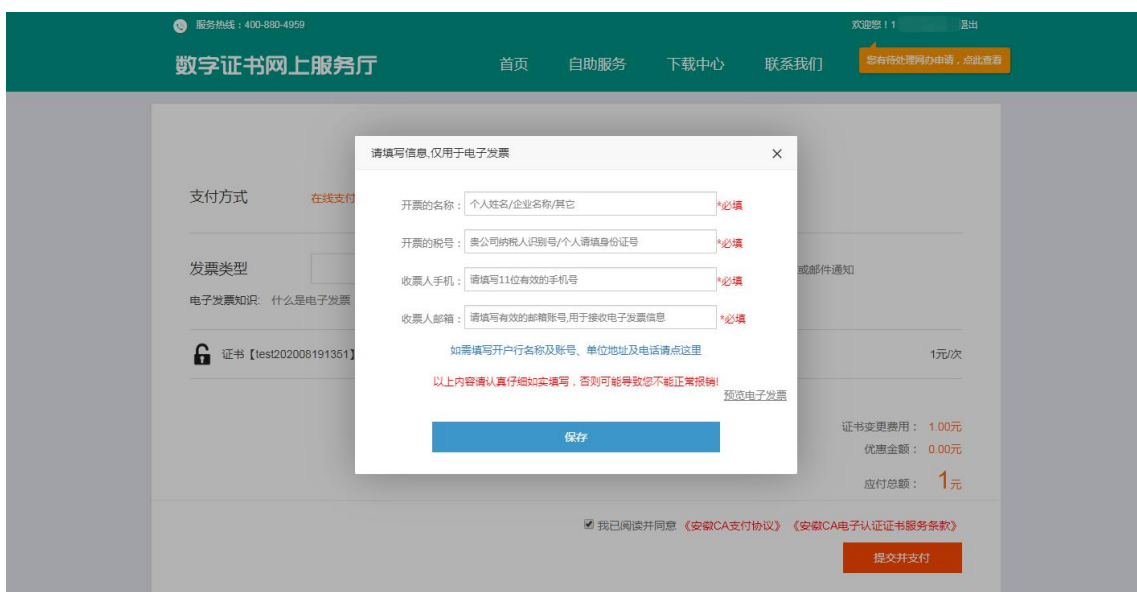 服务热线：400-880-4959
欢迎您！1 退出
数字证书网上服务厅 首页 自助服务 下载中心 联系我们 您有待处理网办申请，点此查看
请填写信息,仅用于电子发票 ×
支付方式 在线支付
开票的名称： 个人姓名/企业名称/其它 *必填
开票的税号： 贵公司纳税人识别号/个人请填身份证号 *必填
发票类型 或邮件通知
收票人手机： 请填写11位有效的手机号 *必填
电子发票知识: 什么是电子发票
收票人邮箱： 请填写有效的邮箱账号,用于接收电子发票信息 *必填
如需填写开户行名称及账号、单位地址及电话请点这里
证书【test202008191351】 1元/次
以上内容请认真仔细如实填写，否则可能导致您不能正常报销!
预览电子发票
保存
证书变更费用： 1.00元
优惠金额： 0.00元
应付总额： 1元
我已阅读并同意 《安徽CA支付协议》 《安徽CA电子认证证书服务条款》
提交并支付